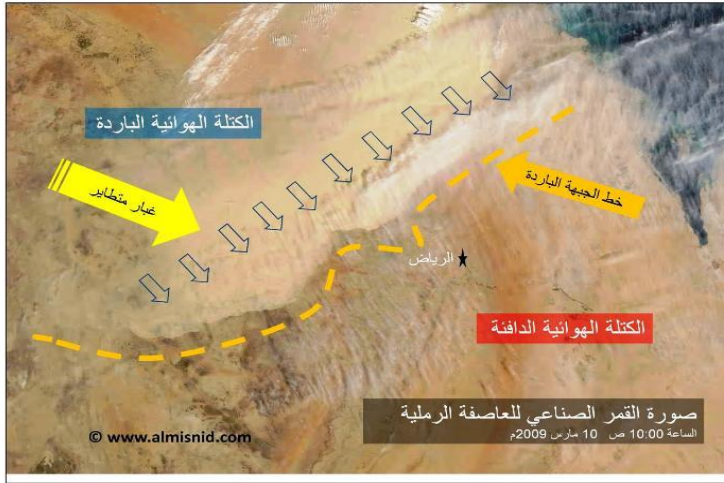 الكتلة الهوائية الباردة
غبار متطاير
خط الجبهة الباردة
الرياض
الكتلة الهوائية الدافئة
صورة القمر الصناعي للعاصفة الرملية
الساعة 10:00 ص 10 مارس 2009م
© www.almisnid.com